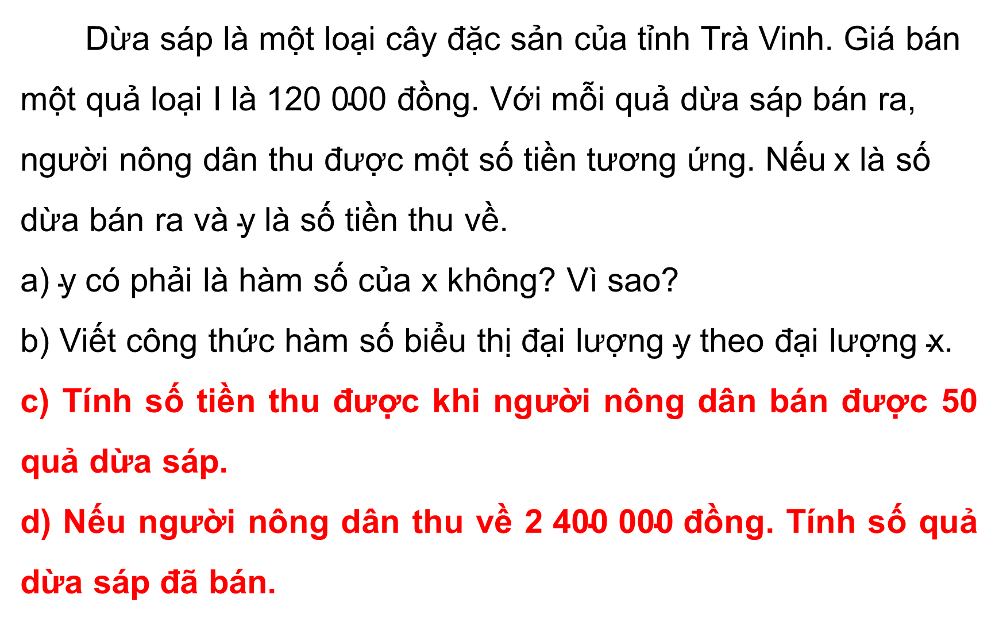 Dừa sáp là một loại cây đặc sản của tỉnh Trà Vinh. Giá bán
một quả loại I là 120 000 đồng. Với mỗi quả dừa sáp bán ra,
người nông dân thu được một số tiền tương ứng. Nếu x là số
dừa bán ra và y là số tiền thu về.
a) y có phải là hàm số của x không? Vì sao?
b) Viết công thức hàm số biểu thị đại lượng y theo đại lượng x.
c) Tính số tiền thu được khi người nông dân bán được 50
quả dừa sáp.
d) Nếu người nông dân thu về 2 400 000 đồng. Tính số quả
dừa sáp đã bán.